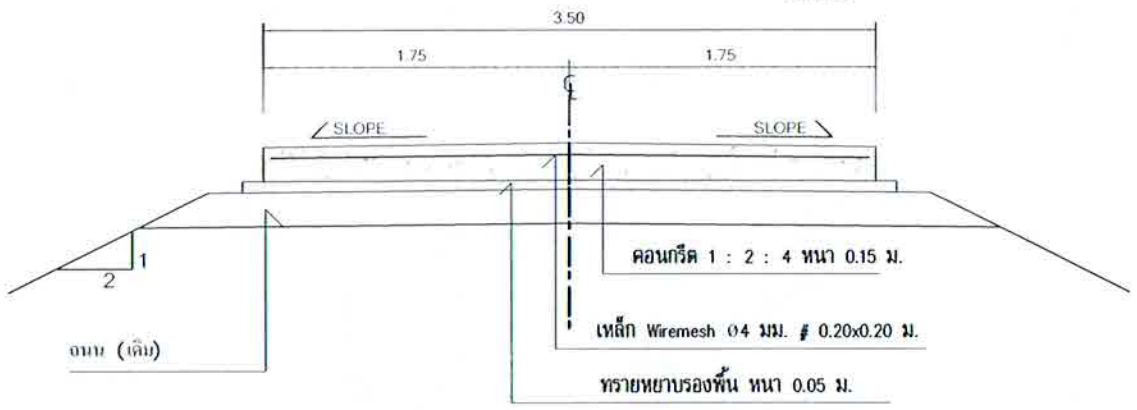 3.50
1.75 1.75
℄
SLOPE SLOPE
คอนกรีต 1 : 2 : 4 หนา 0.15 ม.
1
2
เหล็ก Wiremesh Ø4 มม. # 0.20x0.20 ม.
ถนน (เดิม)
ทรายหยาบรองพื้น หนา 0.05 ม.